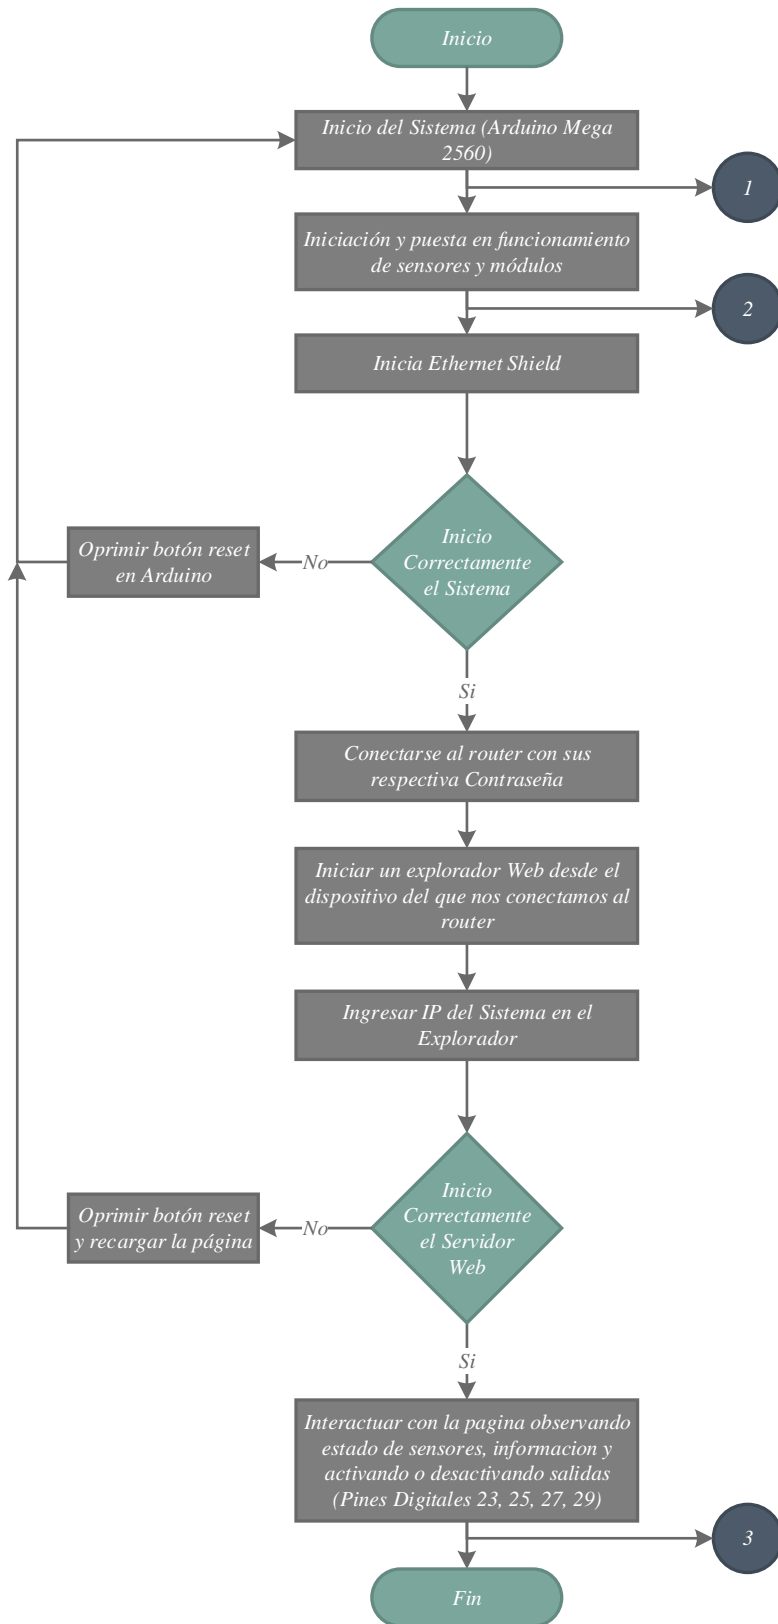 Inicio
Inicio del Sistema (Arduino Mega
2560)
1
Iniciación y puesta en funcionamiento
de sensores y módulos
2
Inicia Ethernet Shield
Inicio
Correctamente
el Sistema
No
Oprimir botón reset
en Arduino
Si
Conectarse al router con sus
respectiva Contraseña
Iniciar un explorador Web desde el
dispositivo del que nos conectamos al
router
Ingresar IP del Sistema en el
Explorador
Inicio
Correctamente
el Servidor
Web
No
Oprimir botón reset
y recargar la página
Si
Interactuar con la pagina observando
estado de sensores, informacion y
activando o desactivando salidas
(Pines Digitales 23, 25, 27, 29)
3
Fin